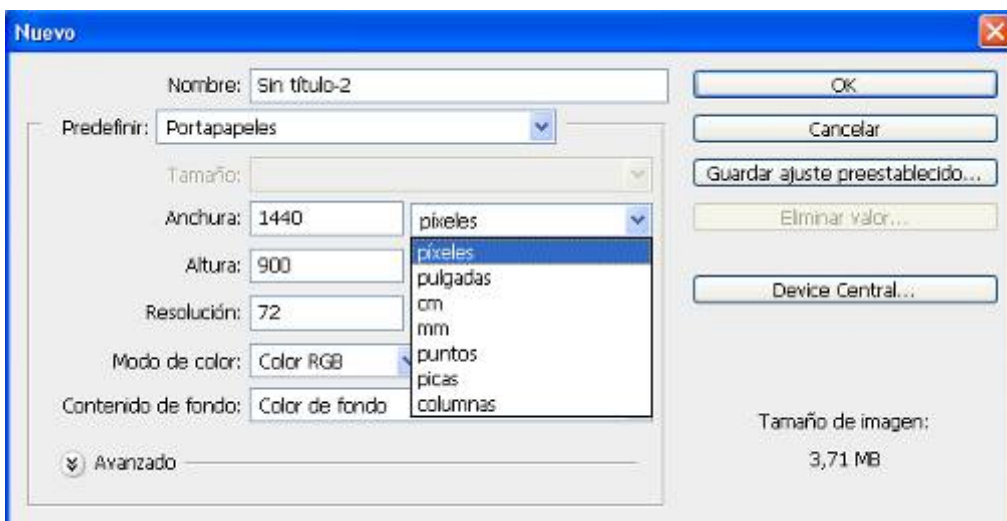 Nuevo
Nombre: Sin título-2
OK
Predefinir: Portapapeles
Cancelar
Tamaño:
Guardar ajuste preestablecido...
Anchura: 1440 píxeles
Eliminar valor...
píxeles
Altura: 900
pulgadas
Device Central...
cm
Resolución: 72
mm
puntos
Modo de color: Color RGB
picas
Contenido de fondo: Color de fondo
columnas
Tamaño de imagen:
Avanzado
3,71 MB